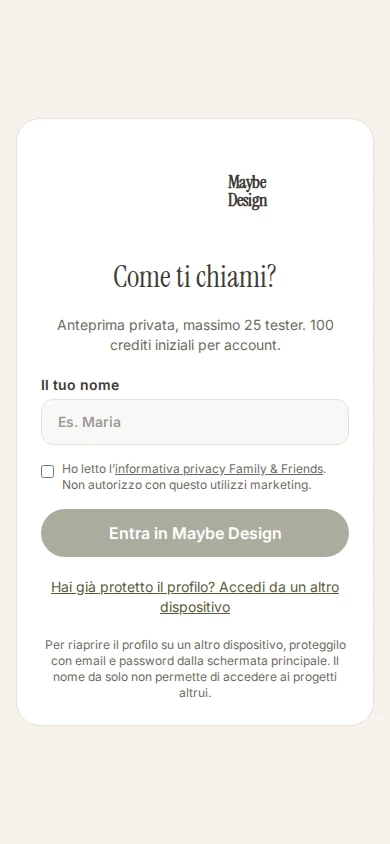 Maybe
Design
Come ti chiami?
Anteprima privata, massimo 25 tester. 100
crediti iniziali per account.
Il tuo nome
Es. Maria
Ho letto l'informativa privacy Family & Friends.
Non autorizzo con questo utilizzi marketing.
Entra in Maybe Design
Hai già protetto il profilo? Accedi da un altro
dispositivo
Per riaprire il profilo su un altro dispositivo, proteggilo
con email e password dalla schermata principale. Il
nome da solo non permette di accedere ai progetti
altrui.